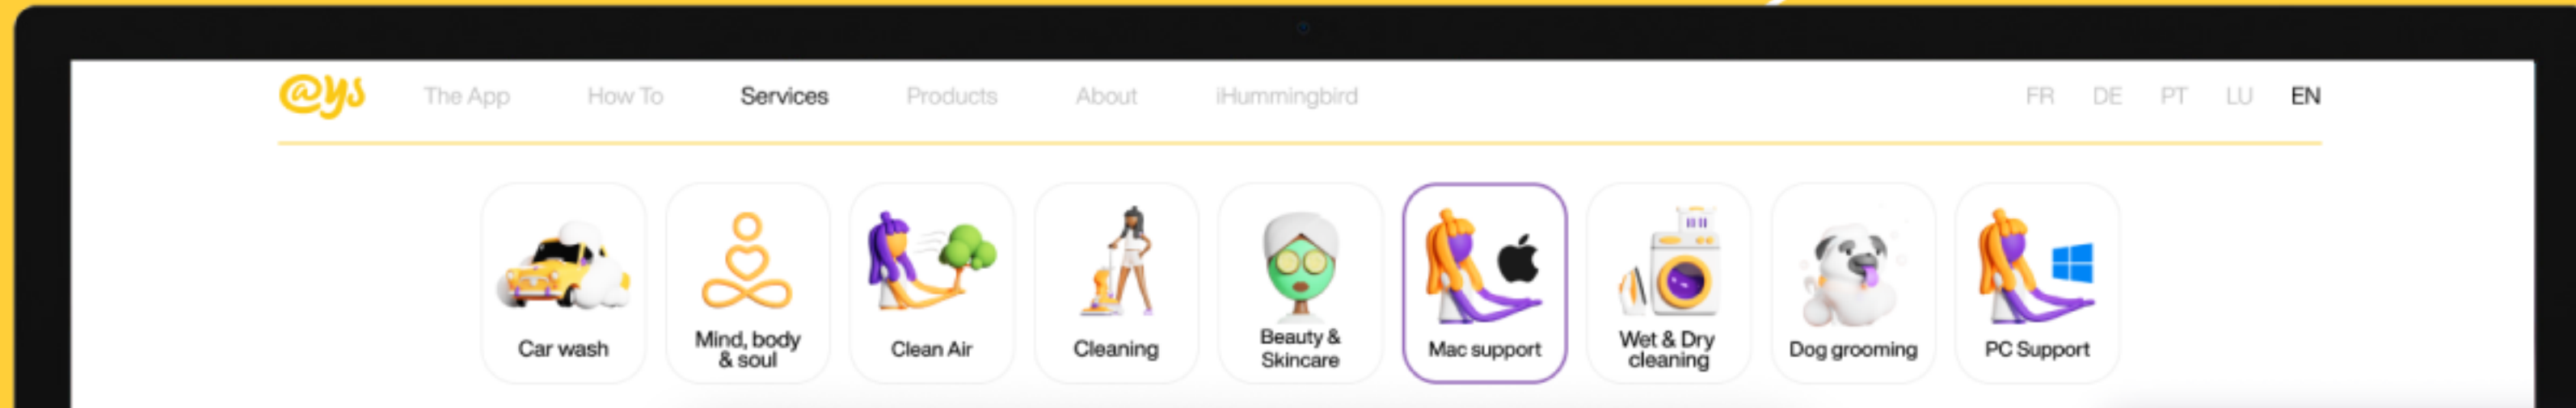 @ys
The App
How To
Services
Products
About
iHummingbird
FR
DE
PT
LU
EN
Car wash
Mind, body
& soul
Clean Air
Cleaning
Beauty &
Skincare
Mac support
Wet & Dry
cleaning
Dog grooming
PC Support